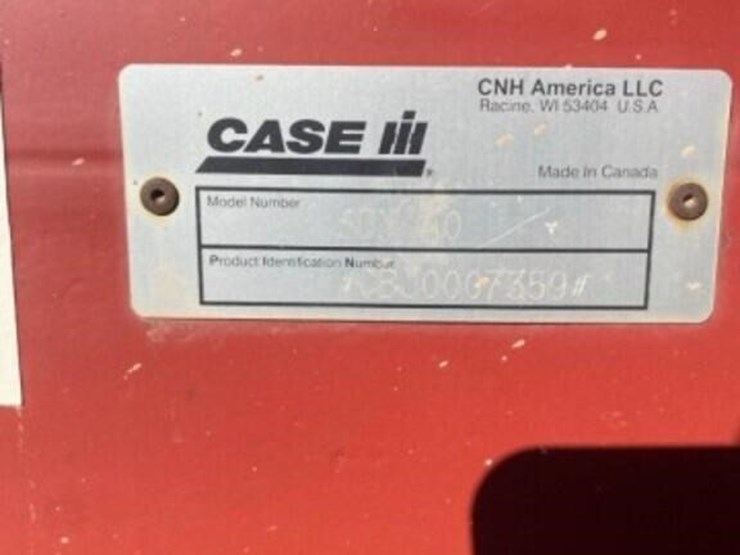 CNH America LLC
Racine, WI 53404 U.S.A.
CASE IH
Made in Canada
Model Number
Product Identification Number